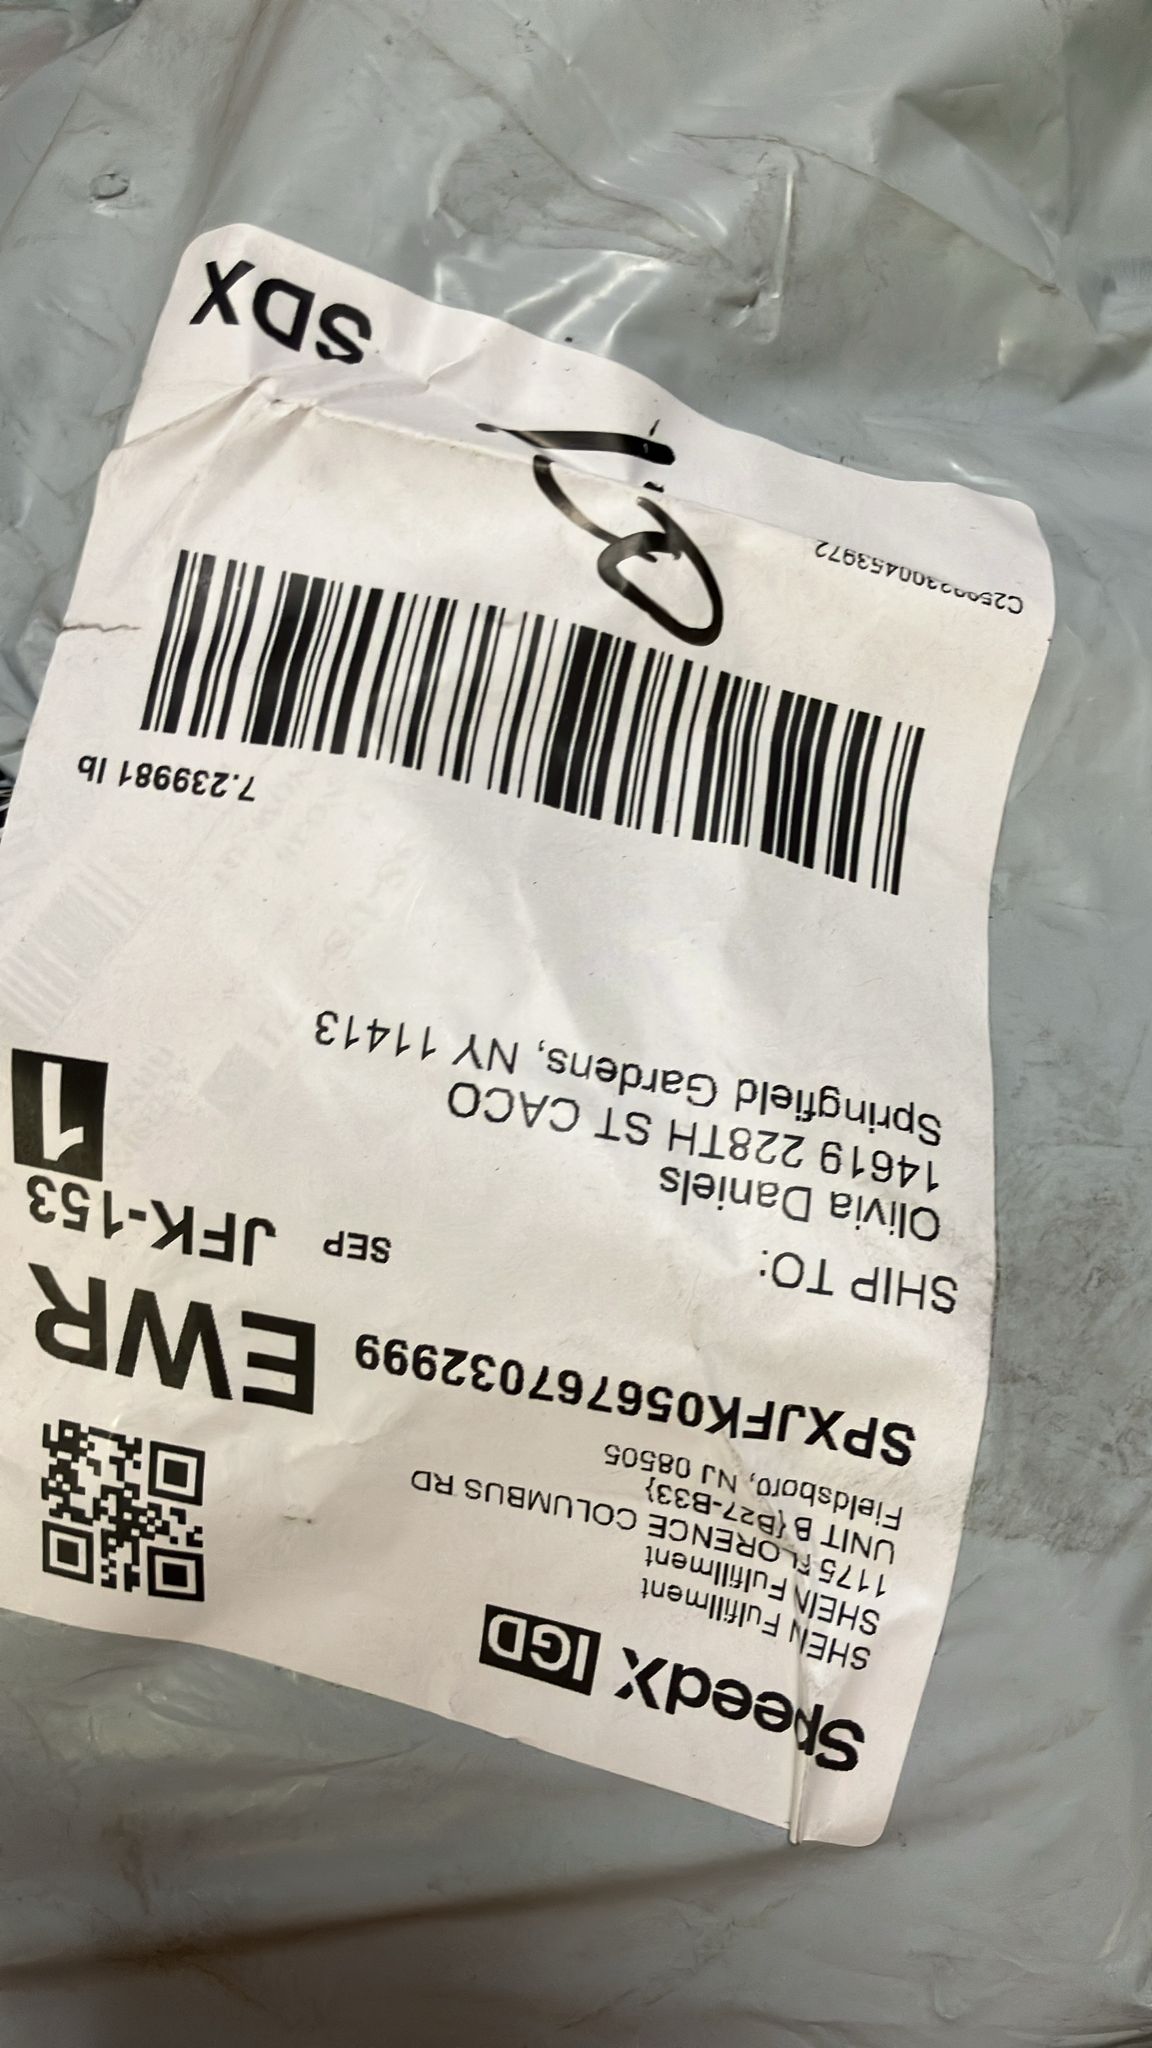 SpeedX IGD
SHEIN Fulfillment
SHEIN Fulfillment
1175 FLORENCE COLUMBUS RD
UNIT B {B27-B33}
Fieldsboro, NJ 08505
SPXJFK056767032999
EWR
SEP JFK-153
1
SHIP TO:
Olivia Daniels
14619 228TH ST CACO
Springfield Gardens, NY 11413
7.239981 lb
SDX